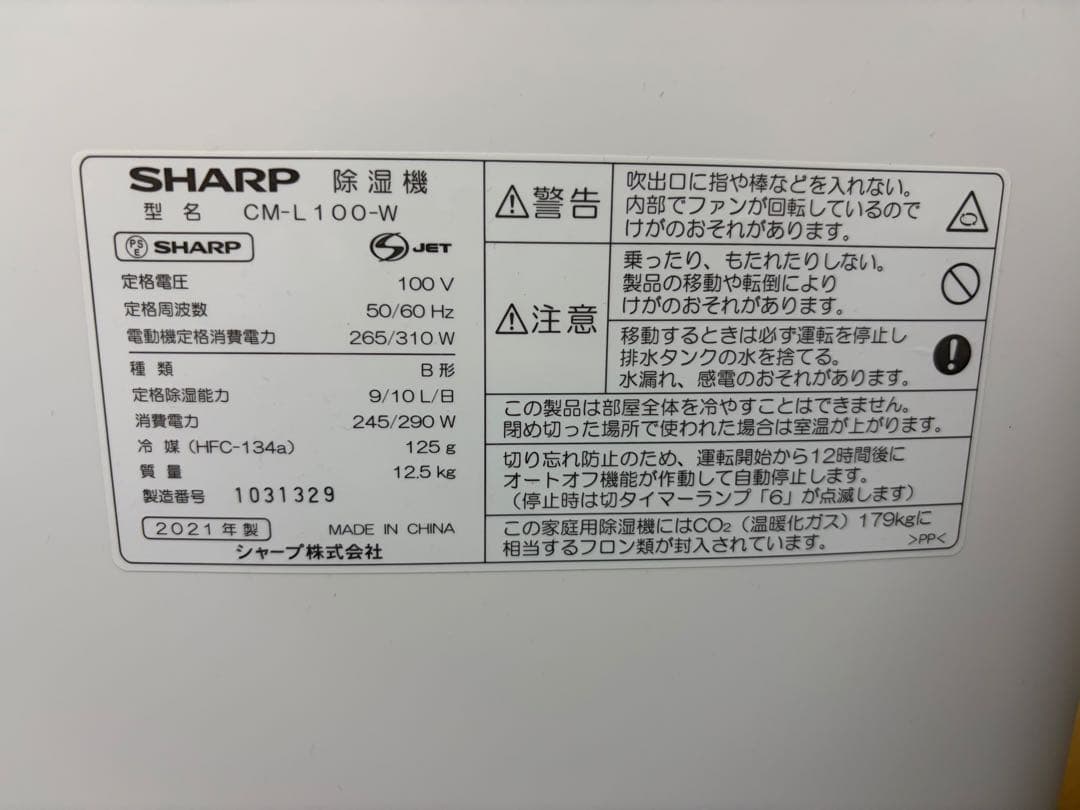 SHARP 除湿機
型名 CM-L100-W
PSE SHARP
S JET
定格電圧 100 V
定格周波数 50/60 Hz
電動機定格消費電力 265/310 W
種類 B形
定格除湿能力 9/10 L/日
消費電力 245/290 W
冷媒（HFC-134a） 125 g
質量 12.5 kg
製造番号 1031329
2021年製 MADE IN CHINA
シャープ株式会社
⚠警告
吹出口に指や棒などを入れない。
内部でファンが回転しているので
けがのおそれがあります。
⚠注意
乗ったり、もたれたりしない。
製品の移動や転倒により
けがのおそれがあります。
移動するときは必ず運転を停止し
排水タンクの水を捨てる。
水漏れ、感電のおそれがあります。
この製品は部屋全体を冷やすことはできません。
閉め切った場所で使われた場合は室温が上がります。
切り忘れ防止のため、運転開始から12時間後に
オートオフ機能が作動して自動停止します。
（停止時は切タイマーランプ「6」が点滅します）
この家庭用除湿機にはCO₂（温暖化ガス）179kgに
相当するフロン類が封入されています。 >PP<